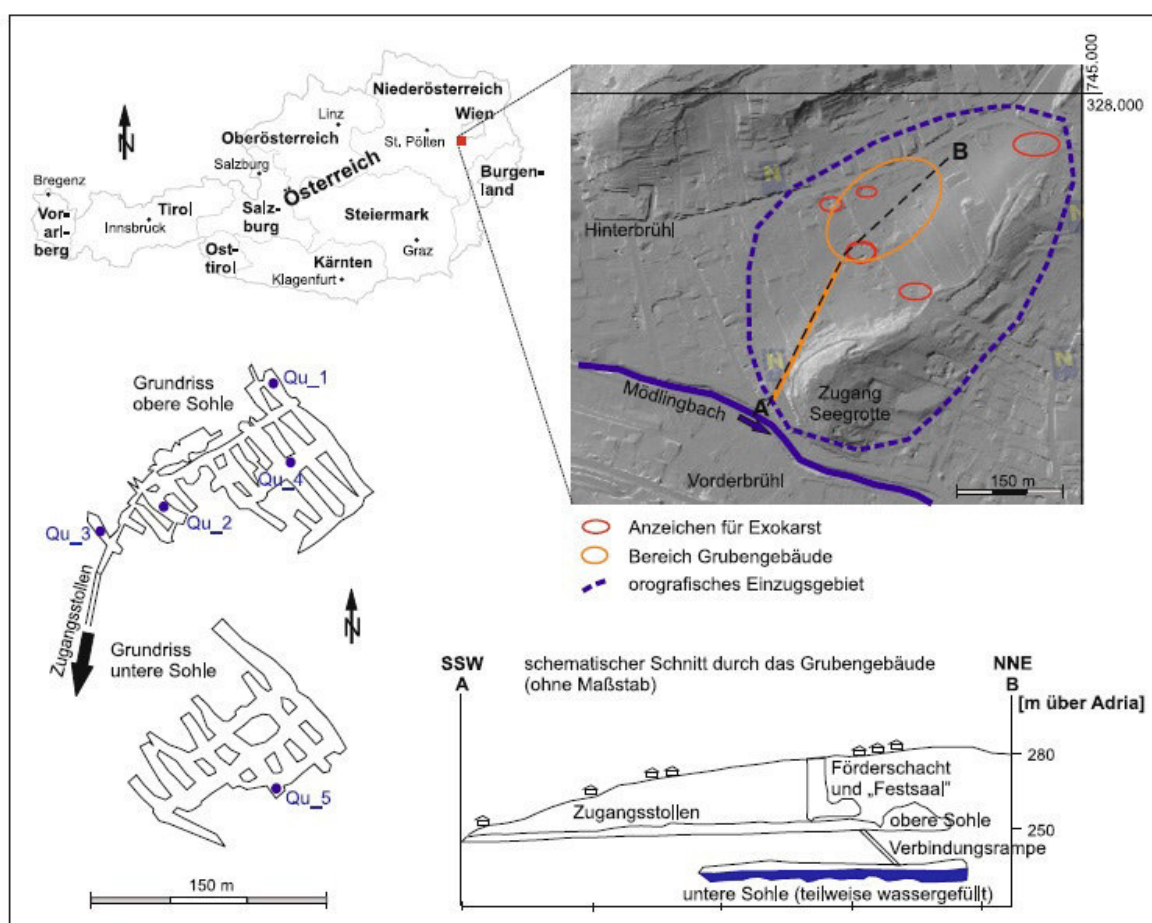 N
Niederösterreich
Wien
Linz
Oberösterreich
St. Pölten
Salzburg
Österreich
Burgen-
land
Bregenz
Tirol
Salz-
burg
Steiermark
Vor-
arl-
berg
Innsbruck
Ost-
tirol
Graz
Kärnten
Klagenfurt
745.000
328,000
B
N
N
Hinterbrühl
N
N
A
Mödlingbach
Zugang
Seegrotte
Vorderbrühl
150 m
Anzeichen für Exokarst
Bereich Grubengebäude
orografisches Einzugsgebiet
Grundriss
obere Sohle
Qu_1
Qu_4
Qu_2
Qu_3
Zugangsstollen
N
Grundriss
untere Sohle
Qu_5
150 m
SSW
A
schematischer Schnitt durch das Grubengebäude
(ohne Maßstab)
NNE
B
[m über Adria]
280
Förderschacht
und „Festsaal"
Zugangsstollen
obere Sohle
250
Verbindungsrampe
untere Sohle (teilweise wassergefüllt)